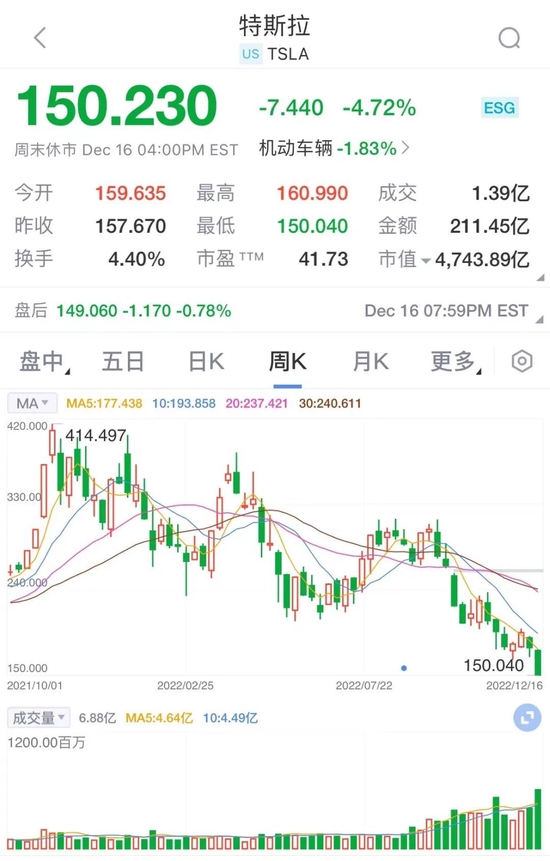 特斯拉
US TSLA
150.230 -7.440 -4.72% ESG
周末休市 Dec 16 04:00PM EST 机动车辆 -1.83%
今开 159.635 最高 160.990 成交 1.39亿
昨收 157.670 最低 150.040 金额 211.45亿
换手 4.40% 市盈TTM 41.73 市值 4,743.89亿
盘后 149.060 -1.170 -0.78% Dec 16 07:59PM EST
盘中 五日 日K 周K 月K 更多
MA MA5:177.438 10:193.858 20:237.421 30:240.611
420.000
414.497
330.00
240.000
150.000
150.040
2021/10/01 2022/02/25 2022/07/22 2022/12/16
成交量 6.88亿 MA5:4.64亿 10:4.49亿
1200.00百万